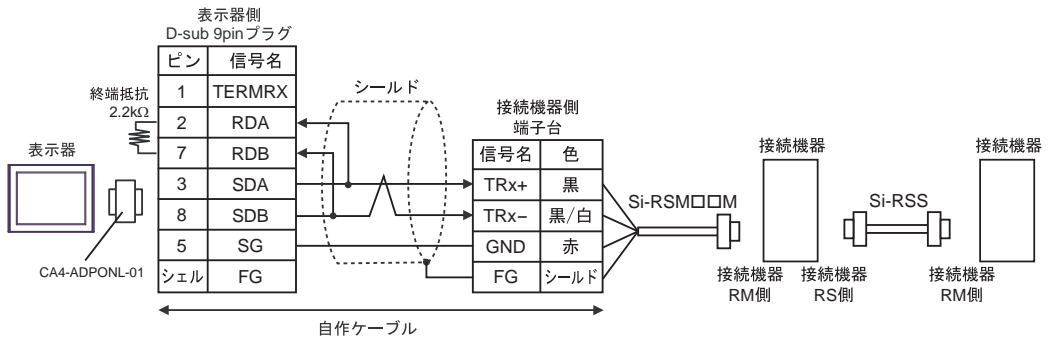 表示器側
D-sub 9pinプラグ
ピン 信号名
1 TERMRX
2 RDA
7 RDB
3 SDA
8 SDB
5 SG
シェル FG
終端抵抗
2.2kΩ
表示器
CA4-ADPONL-01
シールド
接続機器側
端子台
信号名 色
TRx+ 黒
TRx− 黒/白
GND 赤
FG シールド
自作ケーブル
Si-RSM□□M
接続機器
接続機器
RM側
接続機器
RS側
Si-RSS
接続機器
接続機器
RM側